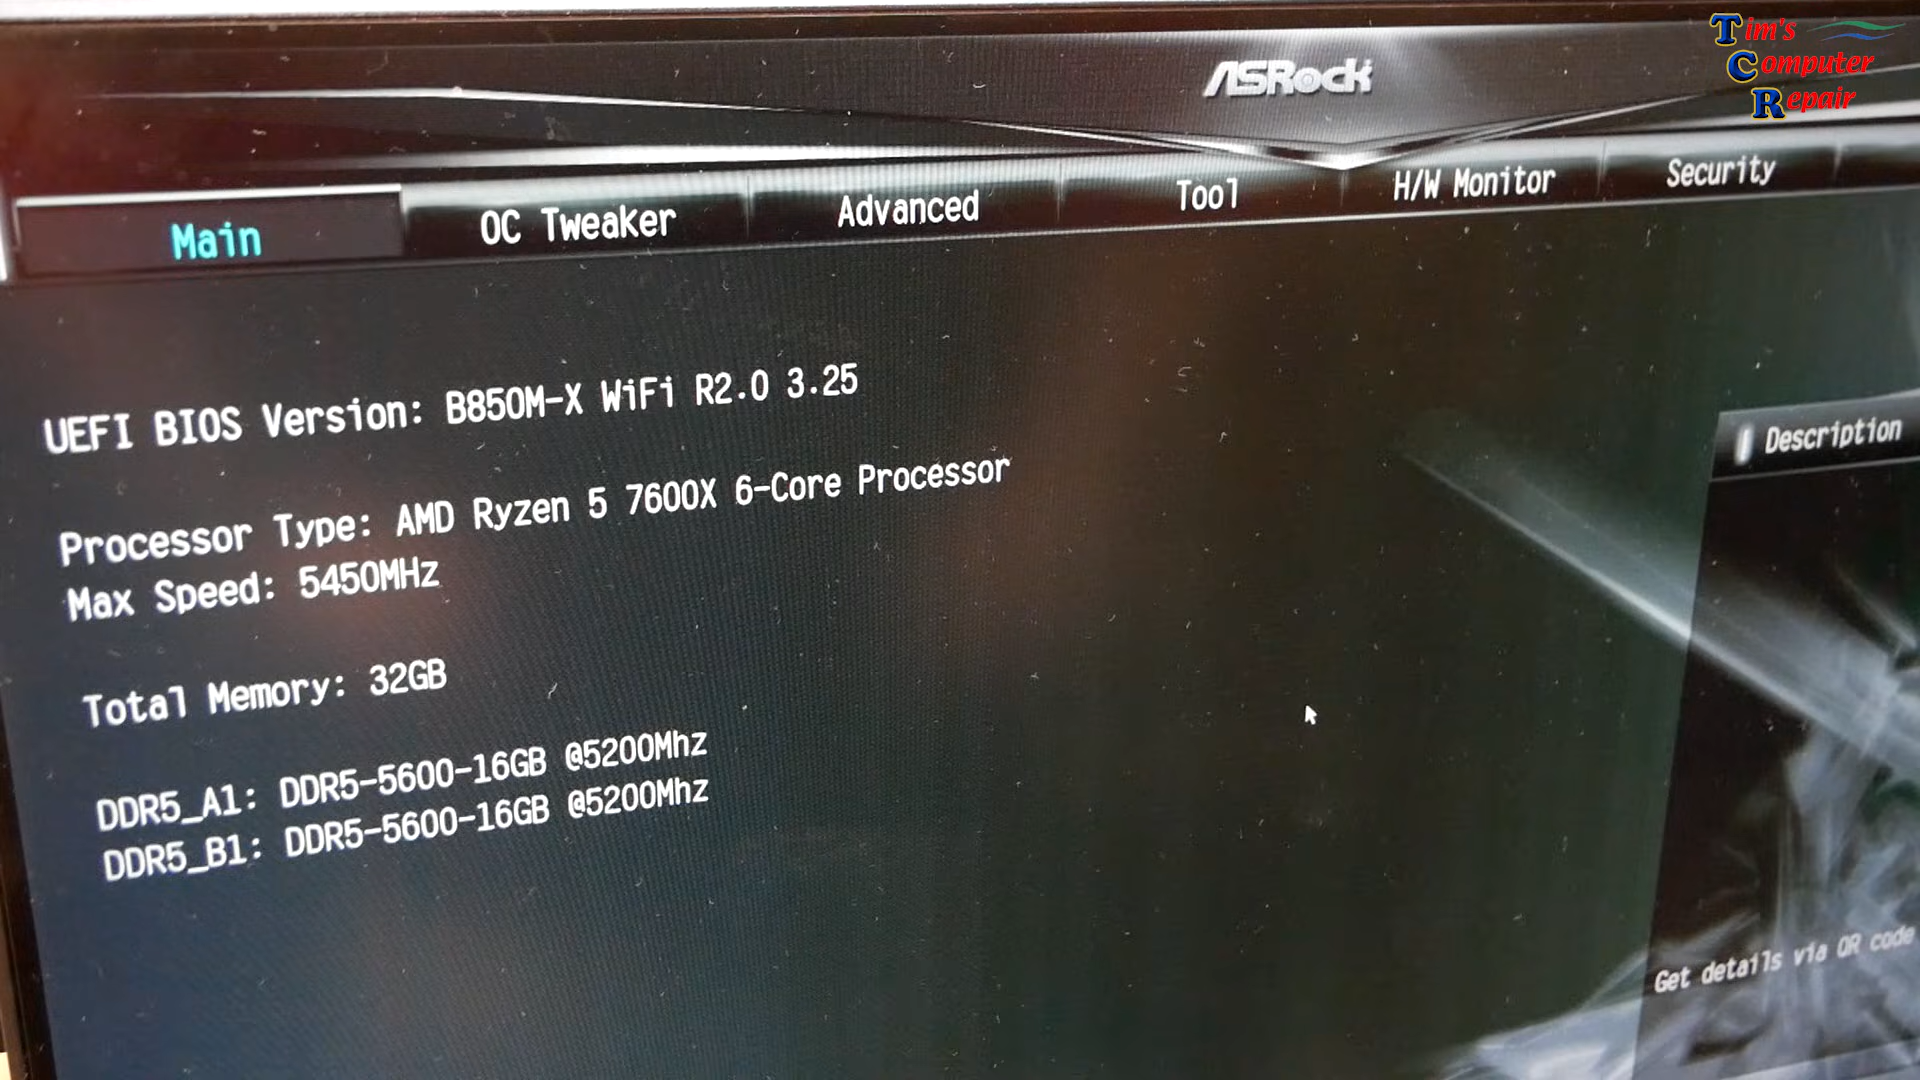 Tim's
Computer
Repair
ASRock
Main
OC Tweaker
Advanced
Tool
H/W Monitor
Security
UEFI BIOS Version: B850M-X WiFi R2.0 3.25
Processor Type: AMD Ryzen 5 7600X 6-Core Processor
Max Speed: 5450MHz
Total Memory: 32GB
DDR5_A1: DDR5-5600-16GB @5200Mhz
DDR5_B1: DDR5-5600-16GB @5200Mhz
Description
Get details via QR code